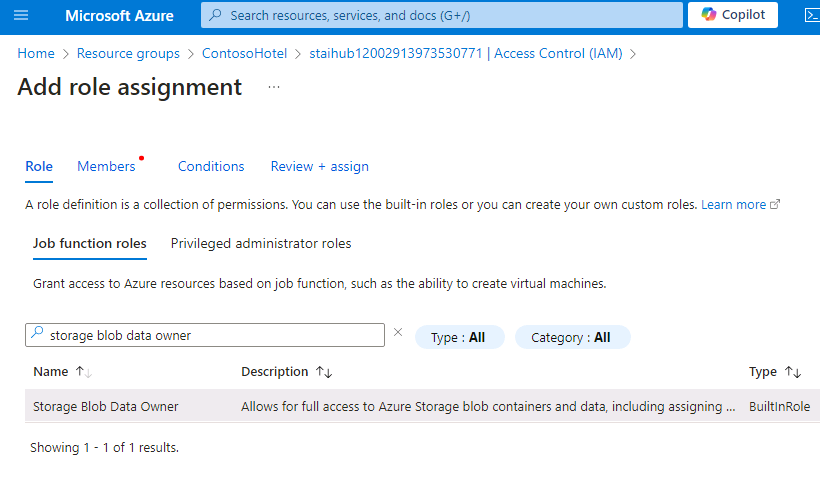 Microsoft Azure
Search resources, services, and docs (G+/)
Copilot
Home > Resource groups > ContosoHotel > staihub12002913973530771 | Access Control (IAM) >
Add role assignment ...
Role Members Conditions Review + assign
A role definition is a collection of permissions. You can use the built-in roles or you can create your own custom roles. Learn more
Job function roles Privileged administrator roles
Grant access to Azure resources based on job function, such as the ability to create virtual machines.
storage blob data owner × Type : All Category : All
Name ↑↓ Description ↑↓ Type ↑↓
Storage Blob Data Owner Allows for full access to Azure Storage blob containers and data, including assigning ... BuiltInRole
Showing 1 - 1 of 1 results.